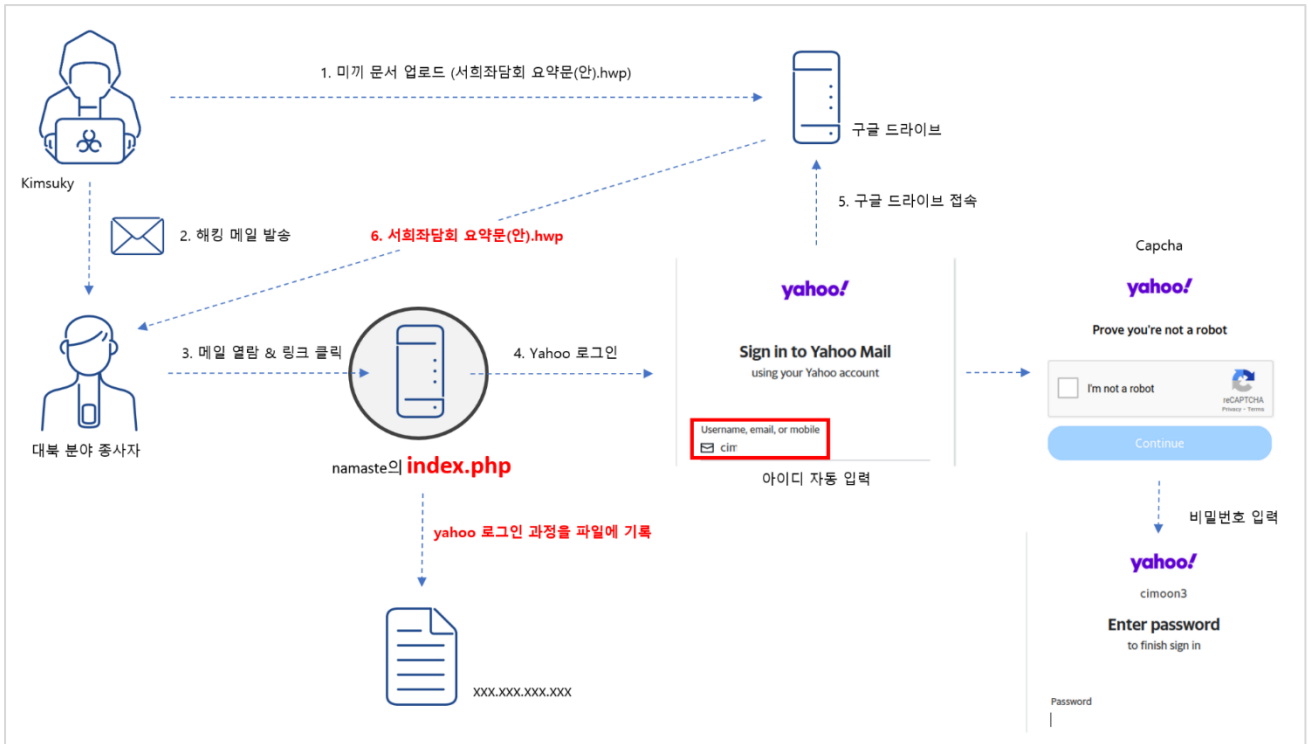 1. 미끼 문서 업로드 (서희좌담회 요약문(안).hwp)
구글 드라이브
Kimsuky
2. 해킹 메일 발송
6. 서희좌담회 요약문(안).hwp
5. 구글 드라이브 접속
Capcha
yahoo!
Sign in to Yahoo Mail
using your Yahoo account
Username, email, or mobile
cim
아이디 자동 입력
yahoo!
Prove you're not a robot
I'm not a robot
reCAPTCHA
Privacy - Terms
Continue
3. 메일 열람 & 링크 클릭
4. Yahoo 로그인
대북 분야 종사자
namaste의 index.php
yahoo 로그인 과정을 파일에 기록
xxx.xxx.xxx.xxx
비밀번호 입력
yahoo!
cimoon3
Enter password
to finish sign in
Password